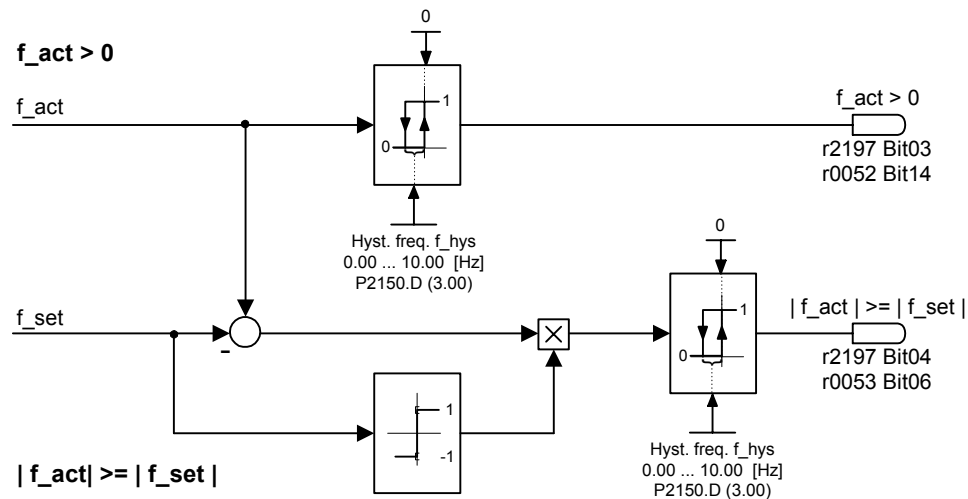 0
f_act > 0
f_act
1
0
f_act > 0
r2197 Bit03
r0052 Bit14
Hyst. freq. f_hys
0.00 ... 10.00 [Hz]
P2150.D (3.00)
0
f_set
-
1
0
| f_act | >= | f_set |
r2197 Bit04
r0053 Bit06
1
-1
Hyst. freq. f_hys
0.00 ... 10.00 [Hz]
P2150.D (3.00)
| f_act| >= | f_set |